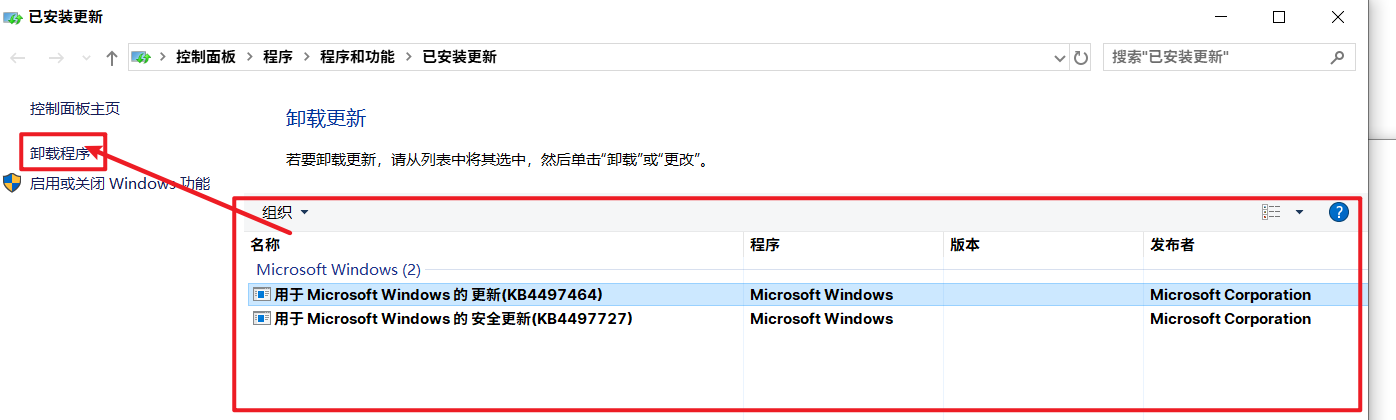 已安装更新
控制面板 > 程序 > 程序和功能 > 已安装更新
搜索"已安装更新"
控制面板主页
卸载程序
启用或关闭 Windows 功能
卸载更新
若要卸载更新，请从列表中将其选中，然后单击“卸载”或“更改”。
组织
名称 程序 版本 发布者
Microsoft Windows (2)
用于 Microsoft Windows 的 更新(KB4497464) Microsoft Windows Microsoft Corporation
用于 Microsoft Windows 的 安全更新(KB4497727) Microsoft Windows Microsoft Corporation